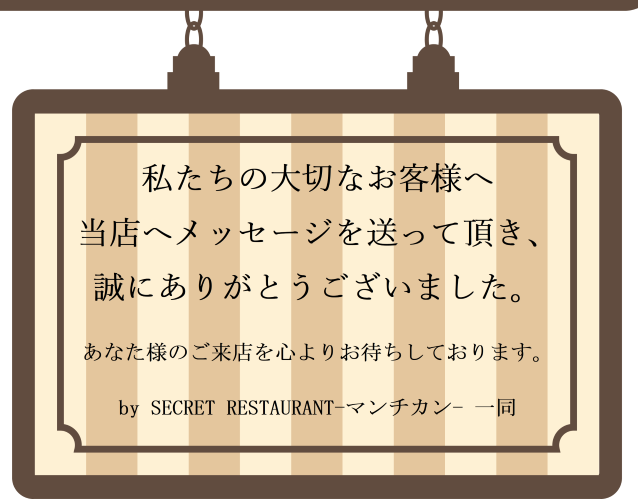 私たちの大切なお客様へ
当店へメッセージを送って頂き、
誠にありがとうございました。
あなた様のご来店を心よりお待ちしております。
by SECRET RESTAURANT-マンチカン- 一同